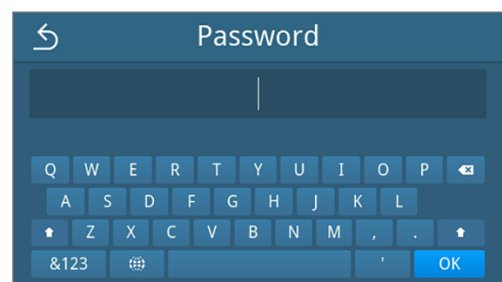 Password
Q W E R T Y U I O P
A S D F G H J K L
Z X C V B N M , .
&123 ' OK